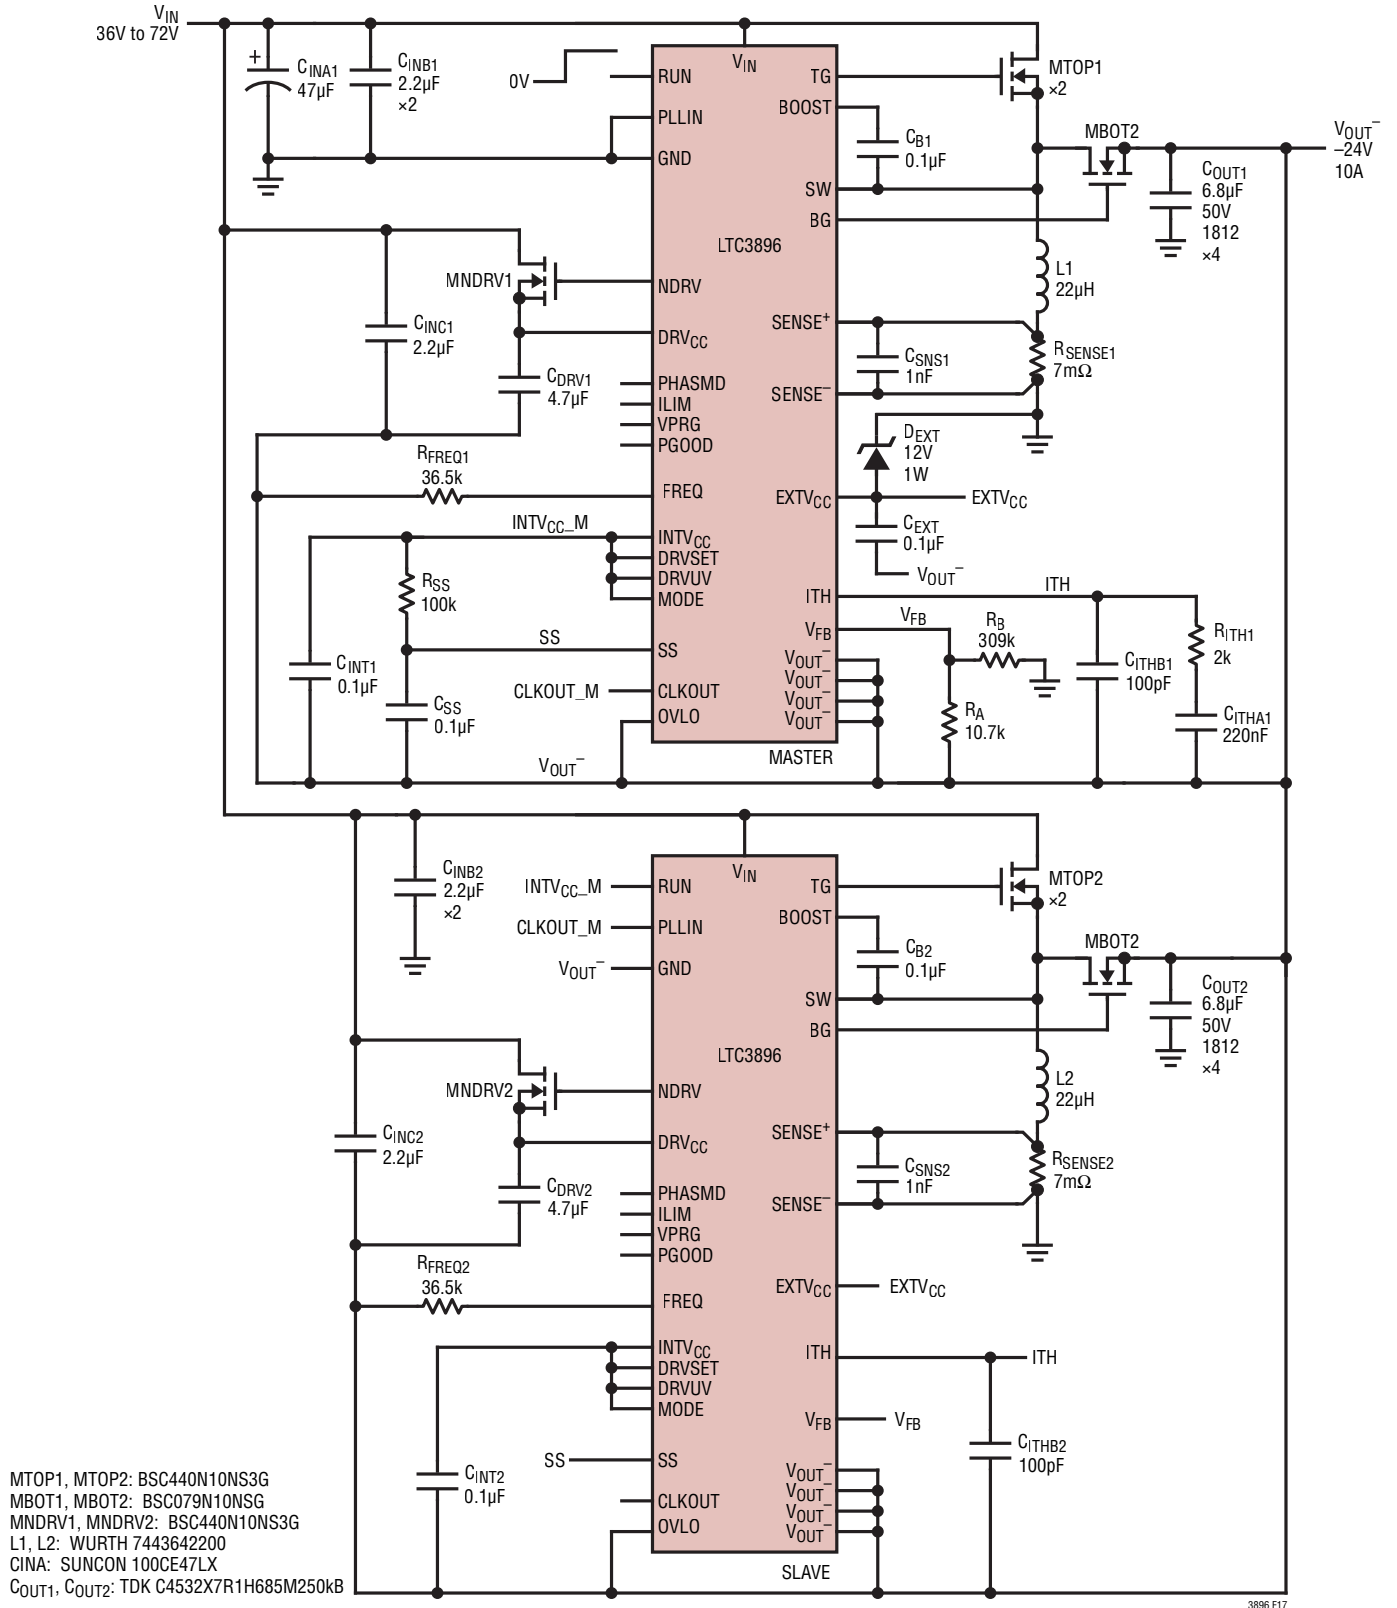 VIN
36V to 72V
CINA1
47µF
CINB1
2.2µF
×2
0V
RUN
PLLIN
GND
VIN
TG
BOOST
SW
BG
CB1
0.1µF
MTOP1
×2
MBOT2
COUT1
6.8µF
50V
1812
×4
VOUT–
–24V
10A
LTC3896
MNDRV1
NDRV
DRVCC
CINC1
2.2µF
CDRV1
4.7µF
PHASMD
ILIM
VPRG
PGOOD
L1
22µH
SENSE+
SENSE–
CSNS1
1nF
RSENSE1
7mΩ
DEXT
12V
1W
RFREQ1
36.5k
FREQ
EXTVCC
EXTVCC
CEXT
0.1µF
VOUT–
INTVCC_M
INTVCC
DRVSET
DRVUV
MODE
RSS
100k
SS
SS
CINT1
0.1µF
CSS
0.1µF
CLKOUT_M
CLKOUT
OVLO
VOUT–
ITH
ITH
VFB
VFB
VOUT–
VOUT–
VOUT–
VOUT–
RB
309k
RA
10.7k
CITHB1
100pF
RITH1
2k
CITHA1
220nF
MASTER
CINB2
2.2µF
×2
INTVCC_M
RUN
CLKOUT_M
PLLIN
VOUT–
GND
VIN
TG
BOOST
SW
BG
CB2
0.1µF
MTOP2
×2
MBOT2
COUT2
6.8µF
50V
1812
×4
LTC3896
MNDRV2
NDRV
DRVCC
CINC2
2.2µF
CDRV2
4.7µF
PHASMD
ILIM
VPRG
PGOOD
L2
22µH
SENSE+
SENSE–
CSNS2
1nF
RSENSE2
7mΩ
RFREQ2
36.5k
FREQ
EXTVCC
EXTVCC
INTVCC
DRVSET
DRVUV
MODE
ITH
ITH
VFB
VFB
SS
SS
CINT2
0.1µF
CLKOUT
OVLO
VOUT–
VOUT–
VOUT–
VOUT–
CITHB2
100pF
SLAVE
MTOP1, MTOP2: BSC440N10NS3G
MBOT1, MBOT2: BSC079N10NSG
MNDRV1, MNDRV2: BSC440N10NS3G
L1, L2: WURTH 7443642200
CINA: SUNCON 100CE47LX
COUT1, COUT2: TDK C4532X7R1H685M250kB
3896 F17